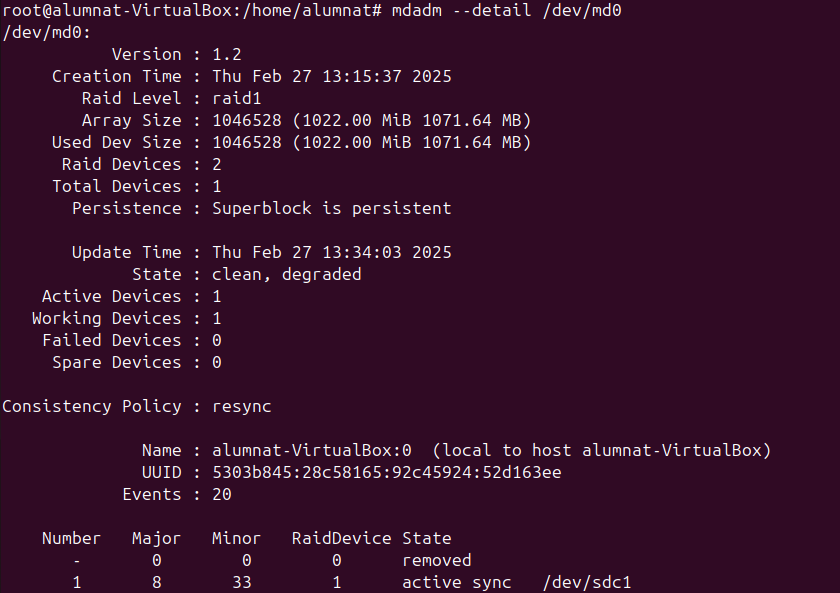 root@alumnat-VirtualBox:/home/alumnat# mdadm --detail /dev/md0
/dev/md0:
           Version : 1.2
     Creation Time : Thu Feb 27 13:15:37 2025
        Raid Level : raid1
        Array Size : 1046528 (1022.00 MiB 1071.64 MB)
     Used Dev Size : 1046528 (1022.00 MiB 1071.64 MB)
      Raid Devices : 2
     Total Devices : 1
       Persistence : Superblock is persistent

       Update Time : Thu Feb 27 13:34:03 2025
             State : clean, degraded
    Active Devices : 1
   Working Devices : 1
    Failed Devices : 0
     Spare Devices : 0

Consistency Policy : resync

              Name : alumnat-VirtualBox:0  (local to host alumnat-VirtualBox)
              UUID : 5303b845:28c58165:92c45924:52d163ee
            Events : 20

    Number   Major   Minor   RaidDevice State
       -       0        0        0      removed
       1       8       33        1      active sync   /dev/sdc1